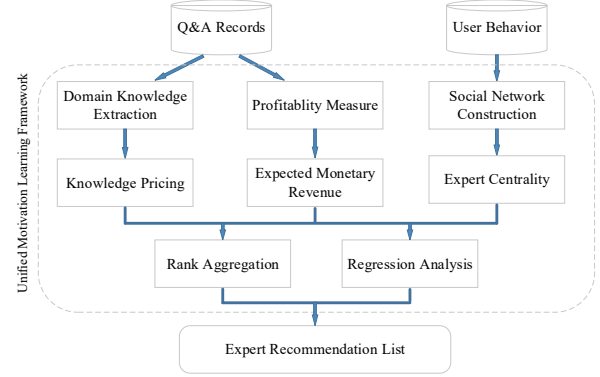 Q&A Records
User Behavior
Unified Motivation Learning Framework
Domain Knowledge
Extraction
Profitablity Measure
Social Network
Construction
Knowledge Pricing
Expected Monetary
Revenue
Expert Centrality
Rank Aggregation
Regression Analysis
Expert Recommendation List